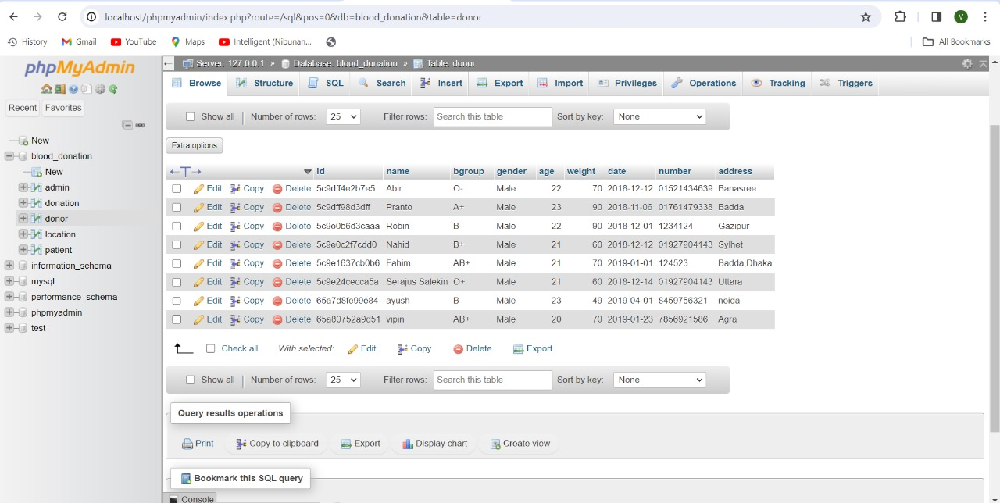 localhost/phpmyadmin/index.php?route=/sql&pos=0&db=blood_donation&table=donor V
History Gmail YouTube Maps Intelligent (Nibunan... All Bookmarks
phpMyAdmin
Recent Favorites
New
blood_donation
New
admin
donation
donor
location
patient
information_schema
mysql
performance_schema
phpmyadmin
test
Server: 127.0.0.1 » Database: blood_donation » Table: donor
Browse Structure SQL Search Insert Export Import Privileges Operations Tracking Triggers
Show all | Number of rows: 25 Filter rows: Search this table Sort by key: None
Extra options
←T→ id name bgroup gender age weight date number address
Edit Copy Delete 5c9dff4e2b7e5 Abir O- Male 22 70 2018-12-12 01521434639 Banasree
Edit Copy Delete 5c9dff98d3dff Pranto A+ Male 23 90 2018-11-06 01761479338 Badda
Edit Copy Delete 5c9e0b6d3caaa Robin B- Male 22 90 2018-12-01 1234124 Gazipur
Edit Copy Delete 5c9e0c2f7cdd0 Nahid B+ Male 21 60 2018-12-12 01927904143 Sylhet
Edit Copy Delete 5c9e1637cb0b6 Fahim AB+ Male 21 70 2019-01-01 124523 Badda,Dhaka
Edit Copy Delete Serajus Salekin O+ Male 21 60 2018-12-14 01927904143 Uttara
Edit Copy Delete 65a7d8fe99e84 ayush B- Male 23 49 2019-04-01 8459756321 noida
Edit Copy Delete 65a80752a9d51 vipin AB+ Male 20 70 2019-01-23 7856921586 Agra
Check all With selected: Edit Copy Delete Export
Show all | Number of rows: 25 Filter rows: Search this table Sort by key: None
Query results operations
Print Copy to clipboard Export Display chart Create view
Bookmark this SQL query
Console